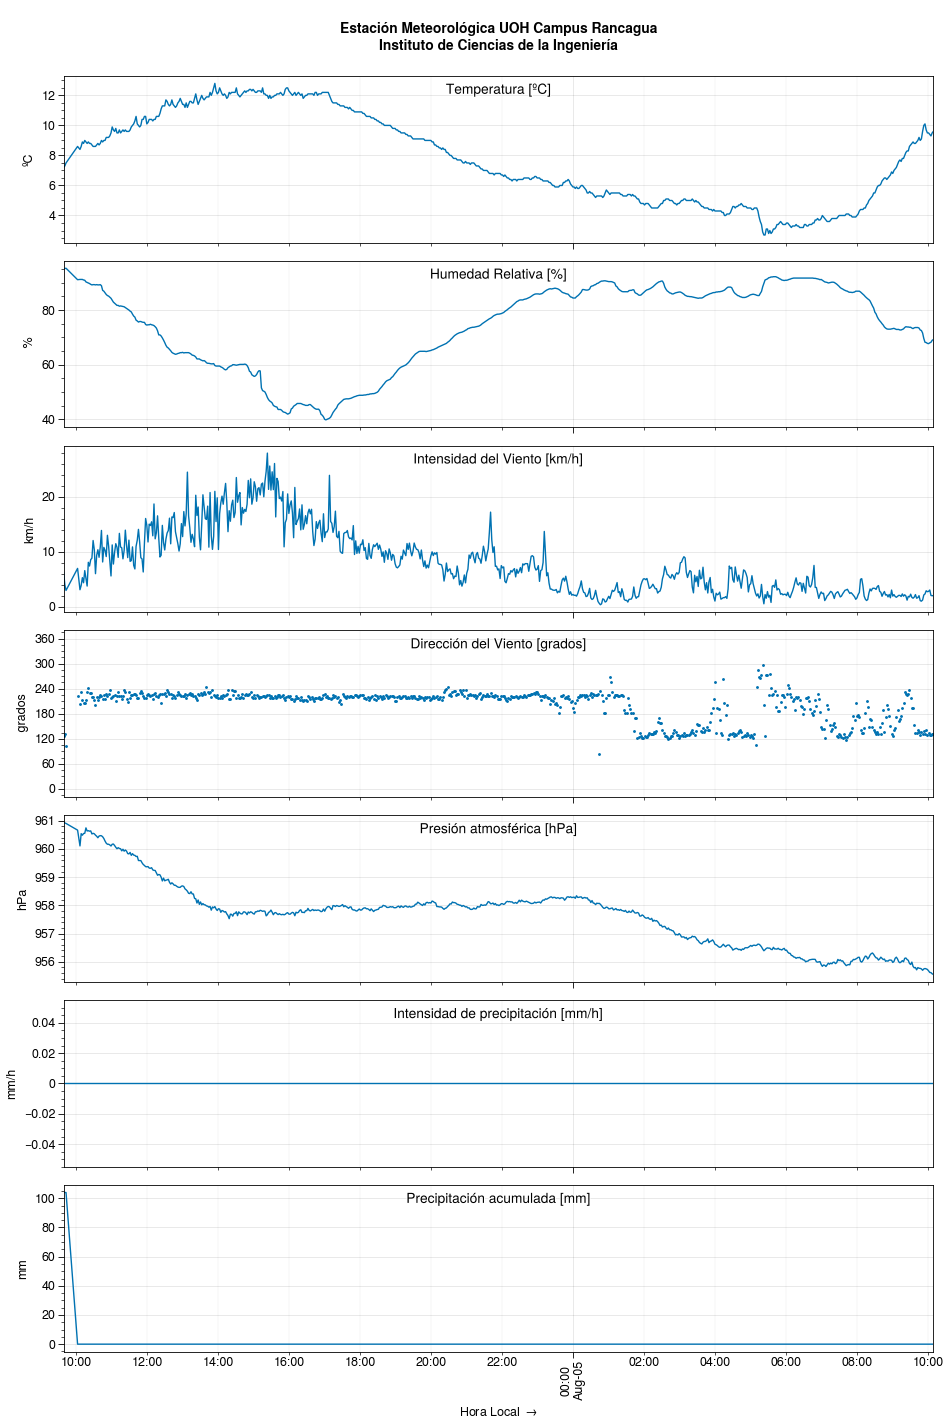 Estación Meteorológica UOH Campus Rancagua
Instituto de Ciencias de la Ingeniería
Temperatura [ºC]
12
10
8
6
4
ºC
Humedad Relativa [%]
80
60
40
%
Intensidad del Viento [km/h]
20
10
0
km/h
Dirección del Viento [grados]
360
300
240
180
120
60
0
grados
Presión atmosférica [hPa]
961
960
959
958
957
956
hPa
Intensidad de precipitación [mm/h]
0.04
0.02
0
−0.02
−0.04
mm/h
Precipitación acumulada [mm]
100
80
60
40
20
0
mm
10:00 12:00 14:00 16:00 18:00 20:00 22:00 00:00 02:00 04:00 06:00 08:00 10:00
Aug-05
Hora Local →